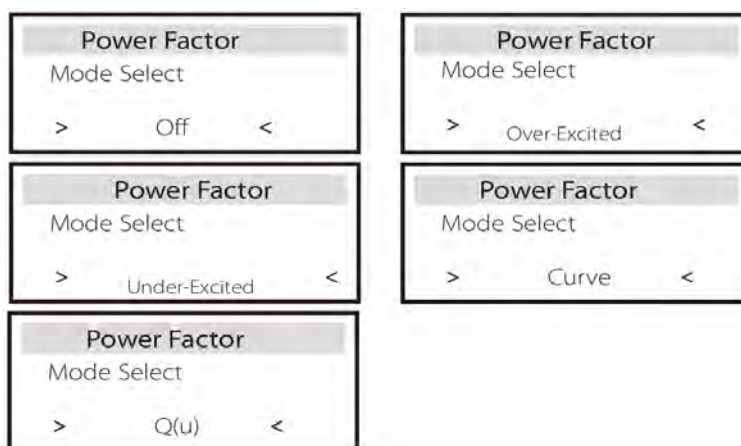 Power Factor
Mode Select
> Off <
Power Factor
Mode Select
> Over-Excited <
Power Factor
Mode Select
> Under-Excited <
Power Factor
Mode Select
> Curve <
Power Factor
Mode Select
> Q(u) <